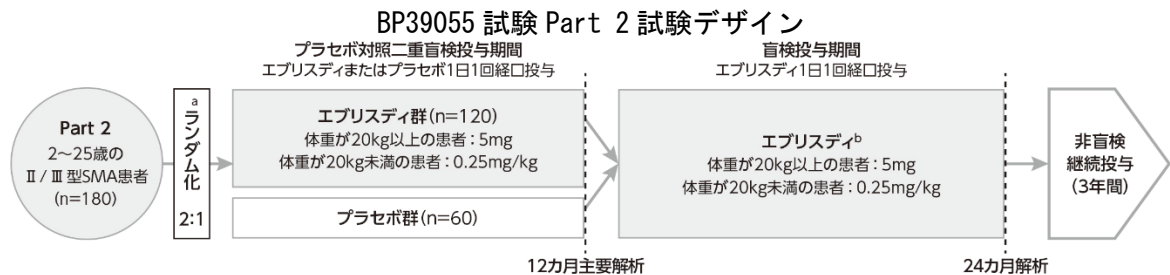 BP39055 試験 Part 2 試験デザイン
プラセボ対照二重盲検投与期間
エブリスディまたはプラセボ1日1回経口投与
盲検投与期間
エブリスディ1日1回経口投与
Part 2
2~25歳の
Ⅱ/Ⅲ型SMA患者
(n=180)
a
ランダム化
2:1
エブリスディ群(n=120)
体重が20kg以上の患者:5mg
体重が20kg未満の患者:0.25mg/kg
プラセボ群(n=60)
エブリスディb
体重が20kg以上の患者:5mg
体重が20kg未満の患者:0.25mg/kg
非盲検
継続投与
(3年間)
12カ月主要解析
24カ月解析